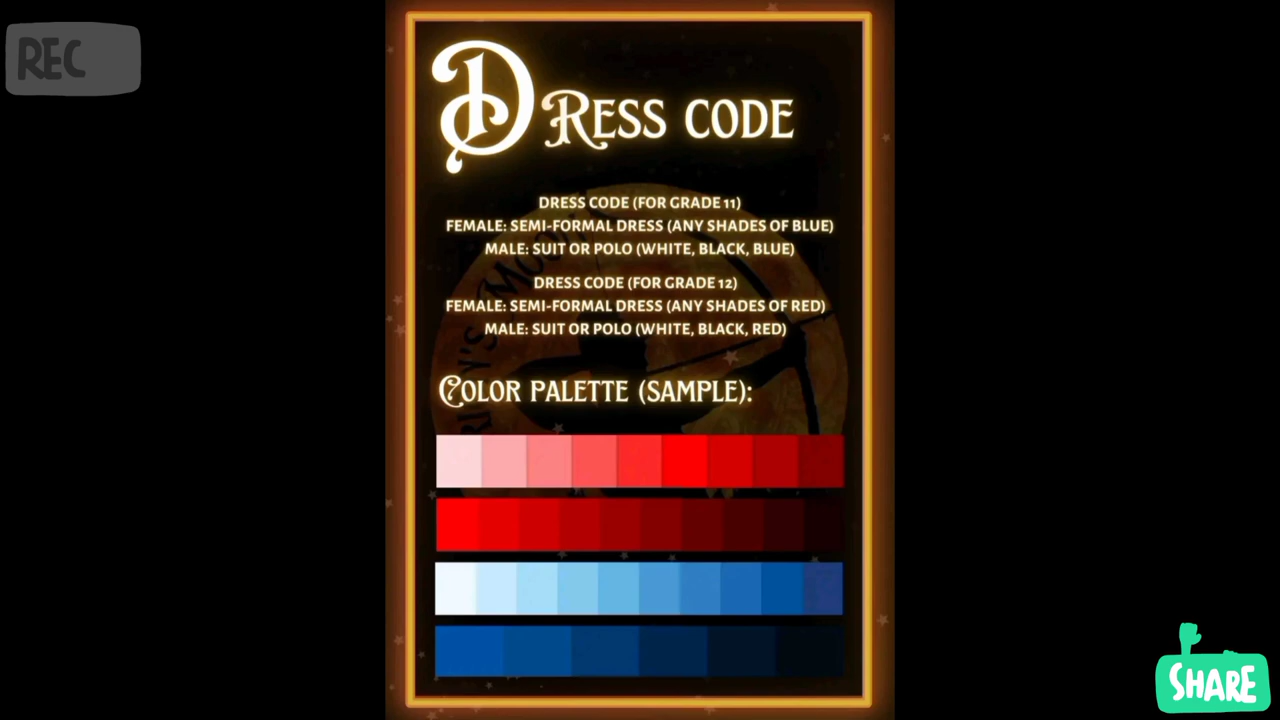 REC
DRESS CODE
DRESS CODE (FOR GRADE 11)
FEMALE: SEMI-FORMAL DRESS (ANY SHADES OF BLUE)
MALE: SUIT OR POLO (WHITE, BLACK, BLUE)
DRESS CODE (FOR GRADE 12)
FEMALE: SEMI-FORMAL DRESS (ANY SHADES OF RED)
MALE: SUIT OR POLO (WHITE, BLACK, RED)
COLOR PALETTE (SAMPLE):
SHARE